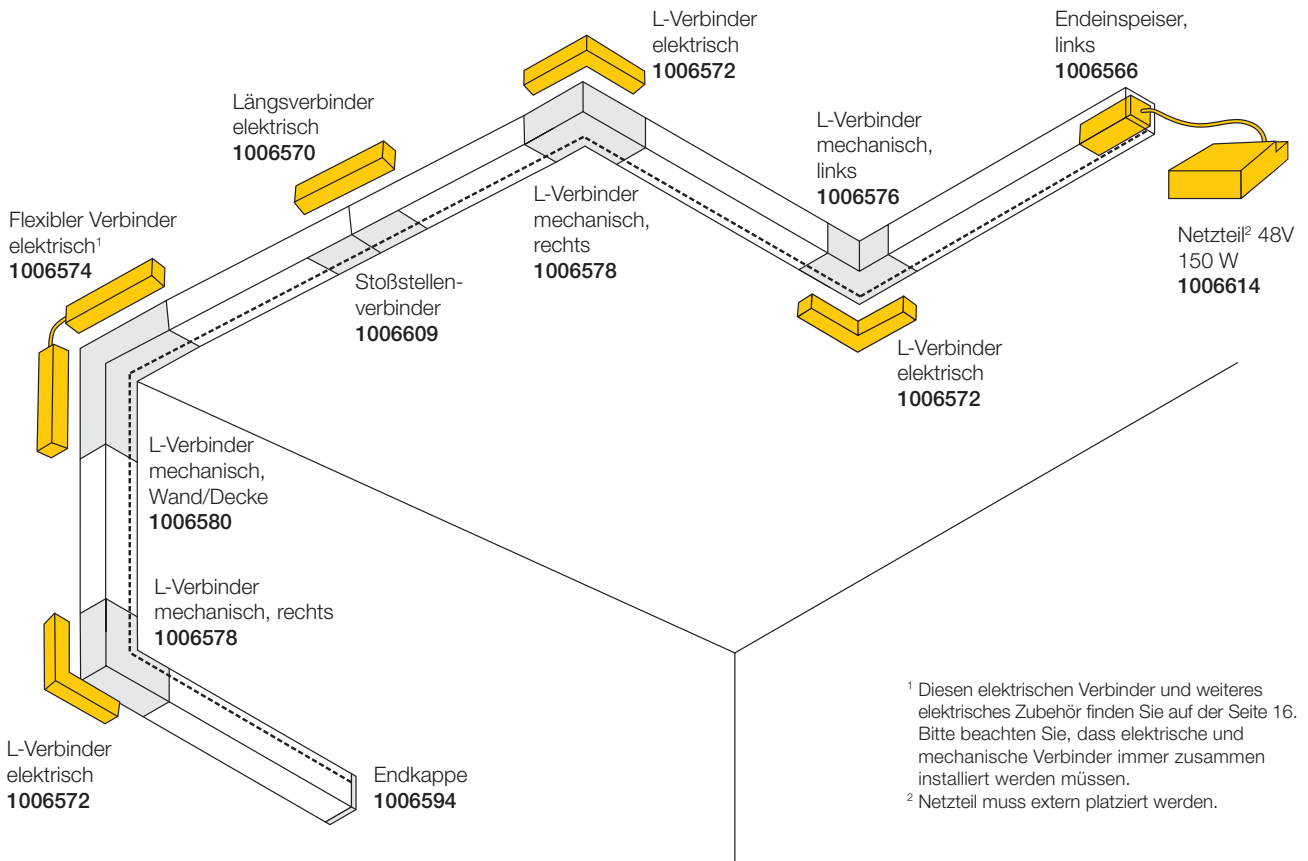 L-Verbinder
elektrisch
1006572
Endeinspeiser,
links
1006566
Längsverbinder
elektrisch
1006570
L-Verbinder
mechanisch,
links
1006576
Flexibler Verbinder
elektrisch¹
1006574
L-Verbinder
mechanisch,
rechts
1006578
Netzteil² 48V
150 W
1006614
Stoßstellen-
verbinder
1006609
L-Verbinder
elektrisch
1006572
L-Verbinder
mechanisch,
Wand/Decke
1006580
L-Verbinder
mechanisch, rechts
1006578
L-Verbinder
elektrisch
1006572
Endkappe
1006594
¹ Diesen elektrischen Verbinder und weiteres
elektrisches Zubehör finden Sie auf der Seite 16.
Bitte beachten Sie, dass elektrische und
mechanische Verbinder immer zusammen
installiert werden müssen.
² Netzteil muss extern platziert werden.